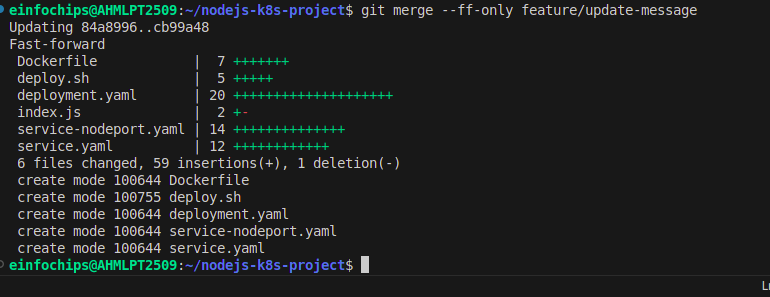 einfochips@AHMLPT2509:~/nodejs-k8s-project$ git merge --ff-only feature/update-message
Updating 84a8996..cb99a48
Fast-forward
 Dockerfile            |  7 +++++++
 deploy.sh             |  5 +++++
 deployment.yaml       | 20 ++++++++++++++++++++
 index.js              |  2 +-
 service-nodeport.yaml | 14 ++++++++++++++
 service.yaml          | 12 ++++++++++++
 6 files changed, 59 insertions(+), 1 deletion(-)
 create mode 100644 Dockerfile
 create mode 100755 deploy.sh
 create mode 100644 deployment.yaml
 create mode 100644 service-nodeport.yaml
 create mode 100644 service.yaml
einfochips@AHMLPT2509:~/nodejs-k8s-project$